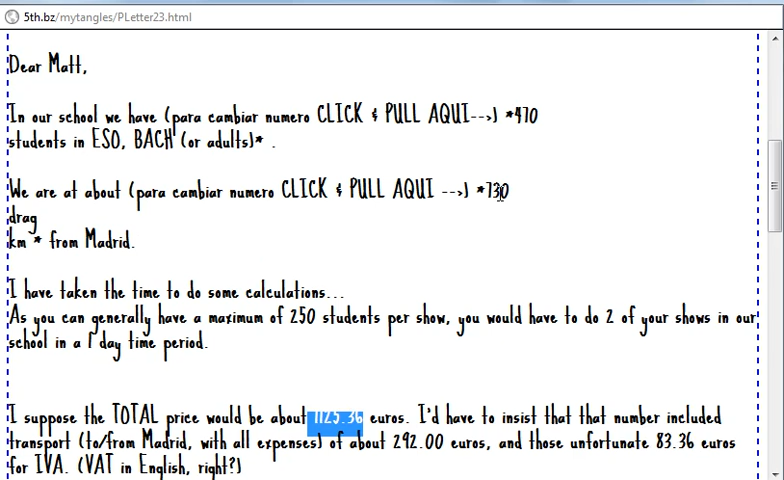 5th.bz/mytangles/PLetter23.html
Dear Matt,
In our school we have (para cambiar numero CLICK & PULL AQUI-->) *470
students in ESO, BACH (or adults)* .
We are at about (para cambiar numero CLICK & PULL AQUI -->) *730
drag
km * from Madrid.
I have taken the time to do some calculations...
As you can generally have a maximum of 250 students per show, you would have to do 2 of your shows in our
school in a 1 day time period.
I suppose the TOTAL price would be about 1125.36 euros. I'd have to insist that that number included
transport (to/from Madrid, with all expenses) of about 292.00 euros, and those unfortunate 83.36 euros
for IVA. (VAT in English, right?)